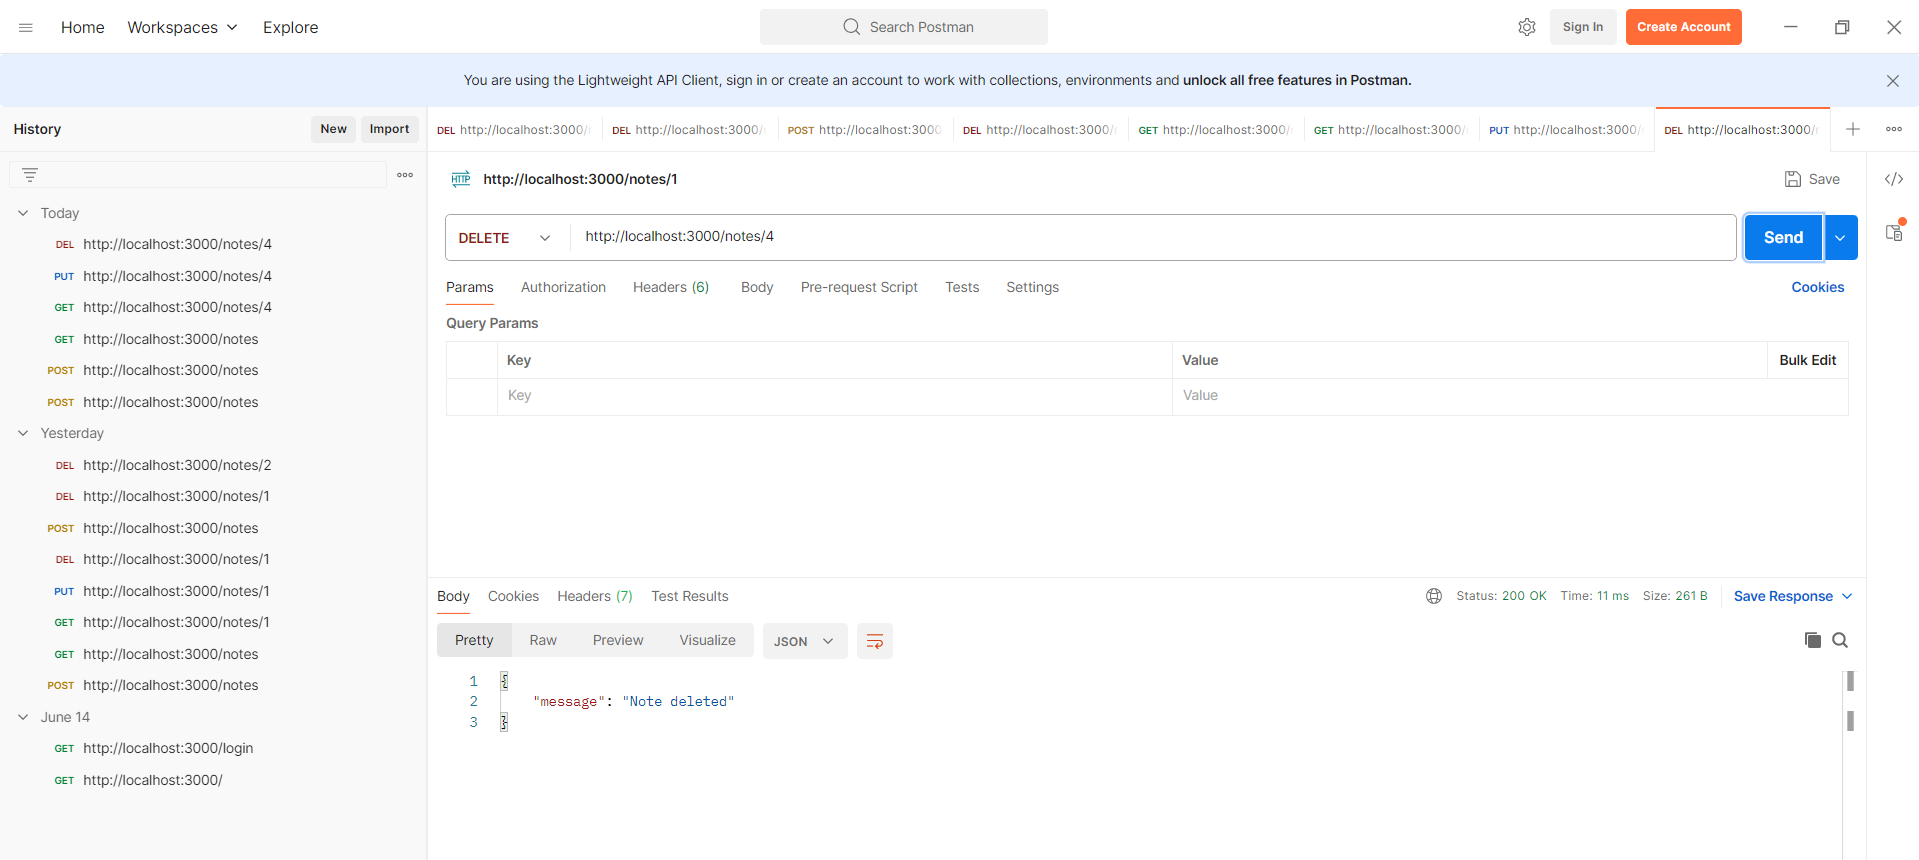 Home Workspaces Explore Search Postman Sign In Create Account
You are using the Lightweight API Client, sign in or create an account to work with collections, environments and unlock all free features in Postman.
History New Import
DEL http://localhost:3000/ DEL http://localhost:3000/ POST http://localhost:3000 DEL http://localhost:3000/ GET http://localhost:3000/ GET http://localhost:3000/ PUT http://localhost:3000/ DEL http://localhost:3000/
Today
DEL http://localhost:3000/notes/4
PUT http://localhost:3000/notes/4
GET http://localhost:3000/notes/4
GET http://localhost:3000/notes
POST http://localhost:3000/notes
POST http://localhost:3000/notes
Yesterday
DEL http://localhost:3000/notes/2
DEL http://localhost:3000/notes/1
POST http://localhost:3000/notes
DEL http://localhost:3000/notes/1
PUT http://localhost:3000/notes/1
GET http://localhost:3000/notes/1
GET http://localhost:3000/notes
POST http://localhost:3000/notes
June 14
GET http://localhost:3000/login
GET http://localhost:3000/
HTTP http://localhost:3000/notes/1 Save </>
DELETE http://localhost:3000/notes/4 Send
Params Authorization Headers (6) Body Pre-request Script Tests Settings Cookies
Query Params
Key Value Bulk Edit
Key Value
Body Cookies Headers (7) Test Results Status: 200 OK Time: 11 ms Size: 261 B Save Response
Pretty Raw Preview Visualize JSON
1 {
2 "message": "Note deleted"
3 }